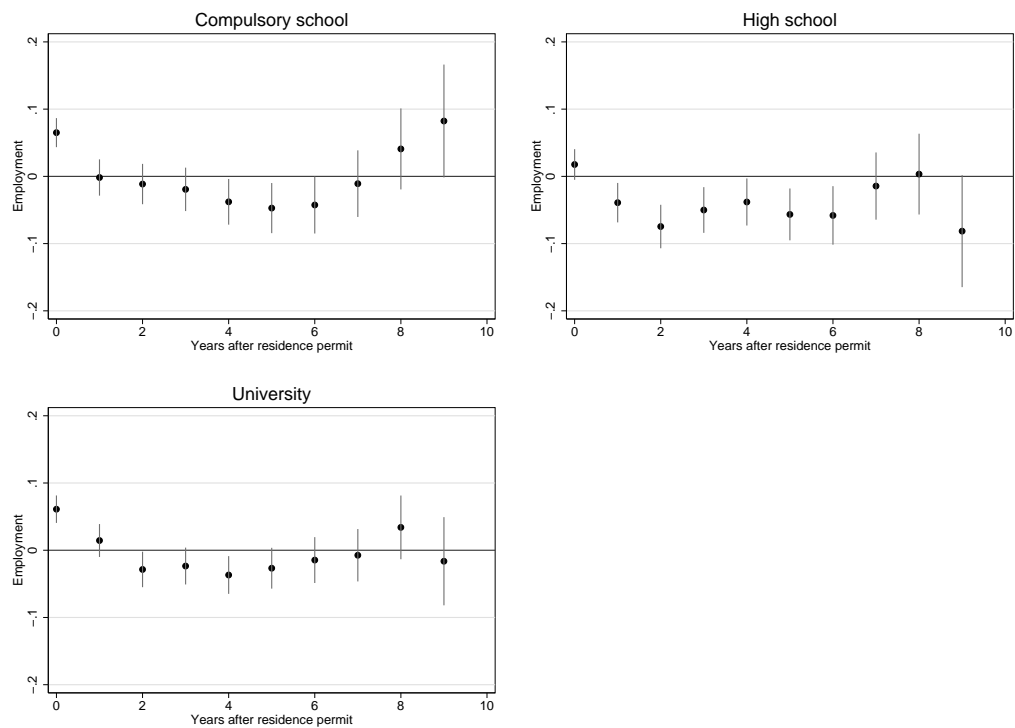 Compulsory school
Employment
.2
.1
0
-.1
-.2
0 2 4 6 8 10
Years after residence permit
High school
Employment
.2
.1
0
-.1
-.2
0 2 4 6 8 10
Years after residence permit
University
Employment
.2
.1
0
-.1
-.2
0 2 4 6 8 10
Years after residence permit